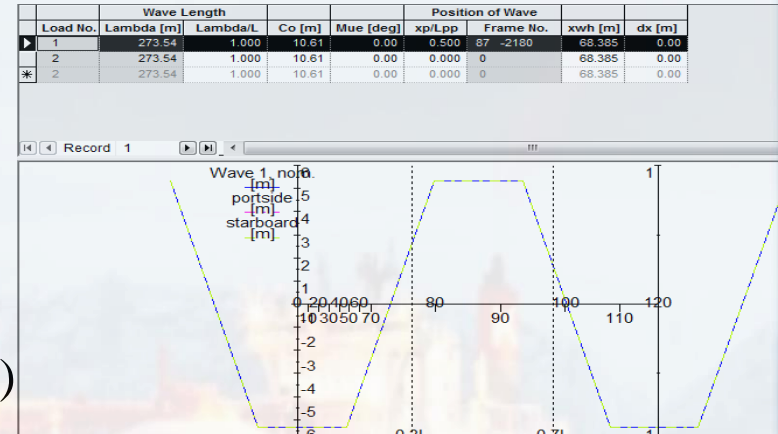 Wave Length Position of Wave
Load No. Lambda [m] Lambda/L Co [m] Mue [deg] xp/Lpp Frame No. xwh [m] dx [m]
1 273.54 1.000 10.61 0.00 0.500 87 -2180 68.385 0.00
2 273.54 1.000 10.61 0.00 0.000 0 68.385 0.00
2 273.54 1.000 10.61 0.00 0.000 0 68.385 0.00
Record 1
Wave 1, nom. 6 1
[m]
portside 5
[m]
starboard 4
[m] 3
2
1
0 20 40 60 80 100 120
10 30 50 70 90 110
-2
-3
)
-4
-5
-6 0.3L 0.7L -1